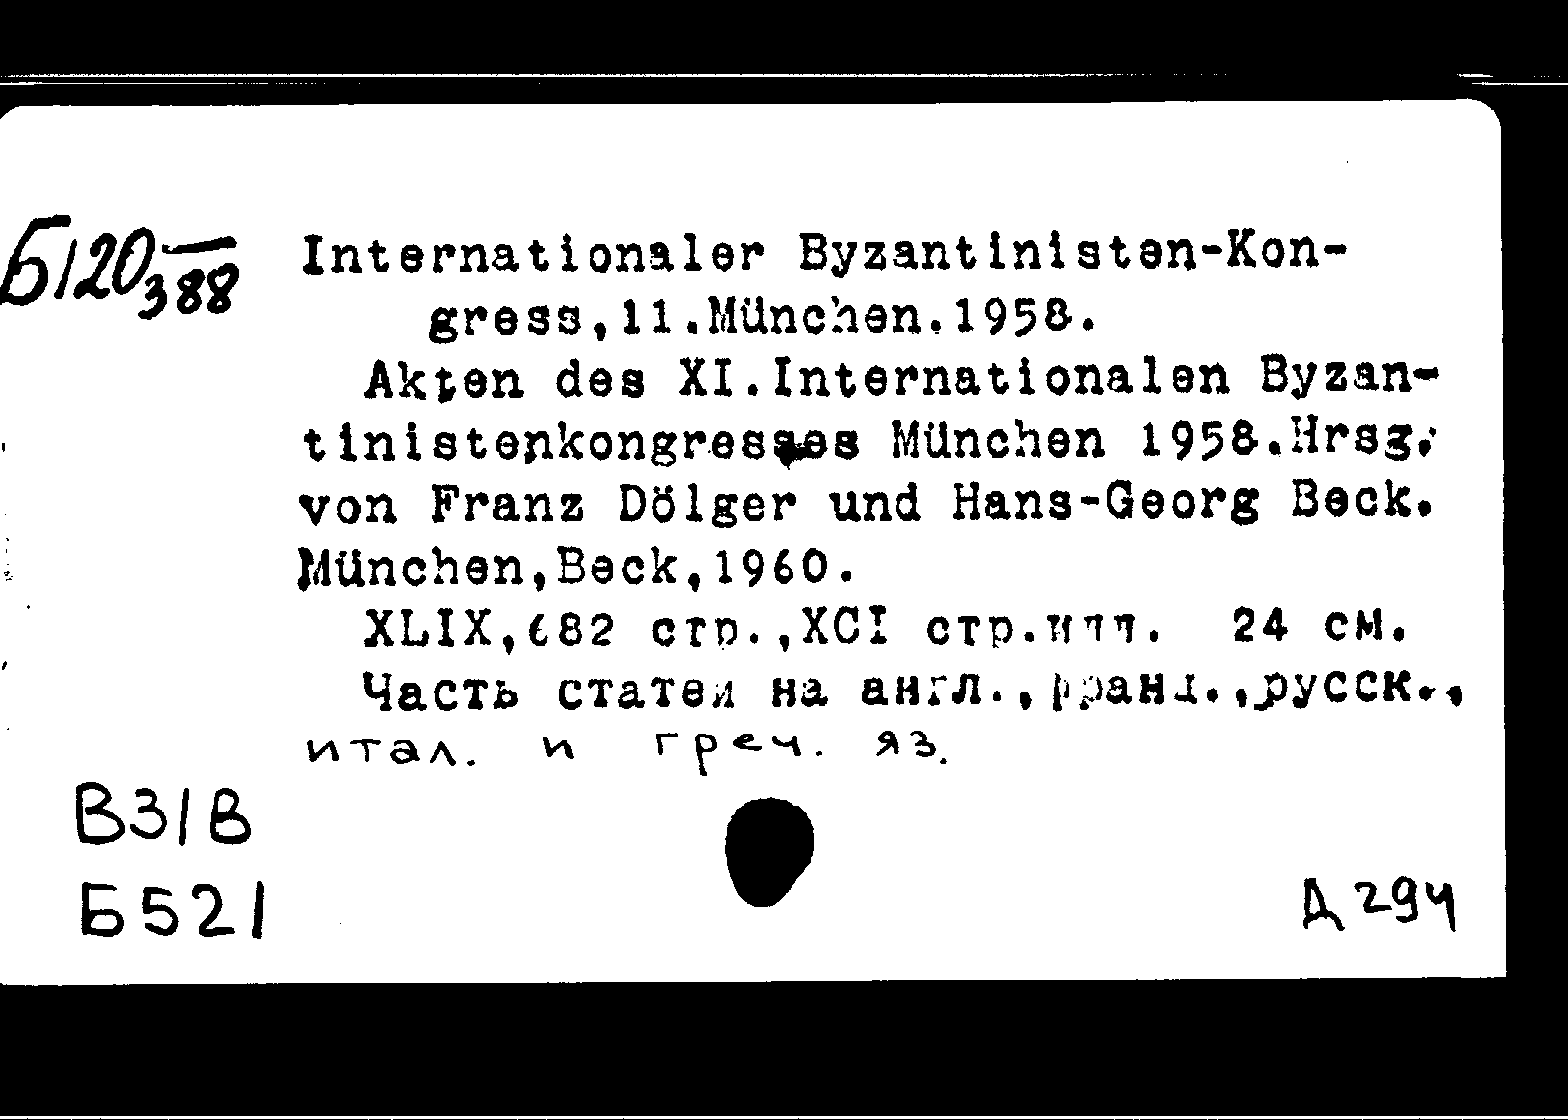 Б120 388
Internationaler Byzantinisten-Kon-
gress,11.München.1958.
Akten des XI.Internationalen Byzan-
tinistenkongresses München 1958.Hrsg.
von Franz Dölger und Hans-Georg Beck.
München,Beck,1960.
XLIX,682 стр.,XCI стр.илл. 24 см.
Часть статей на англ.,франц.,русск.,
итал. и греч. яз.
В31В
Б521
Д294